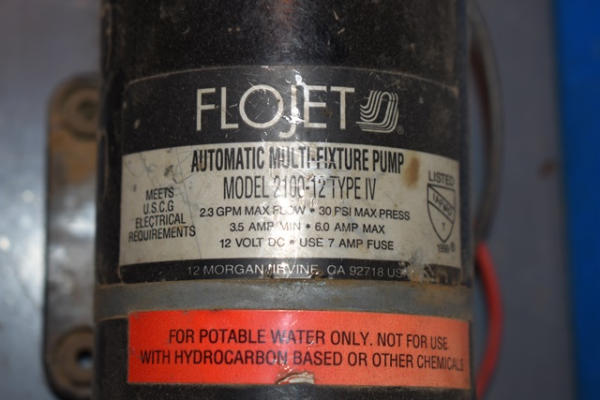 FLOJET
AUTOMATIC MULTI-FIXTURE PUMP
MODEL 2100-12 TYPE IV
MEETS
U.S.C.G
ELECTRICAL
REQUIREMENTS
2.3 GPM MAX FLOW • 30 PSI MAX PRESS
3.5 AMP MIN • 6.0 AMP MAX
12 VOLT DC • USE 7 AMP FUSE
LISTED
12 MORGAN IRVINE, CA 92718 USA
FOR POTABLE WATER ONLY. NOT FOR USE
WITH HYDROCARBON BASED OR OTHER CHEMICALS